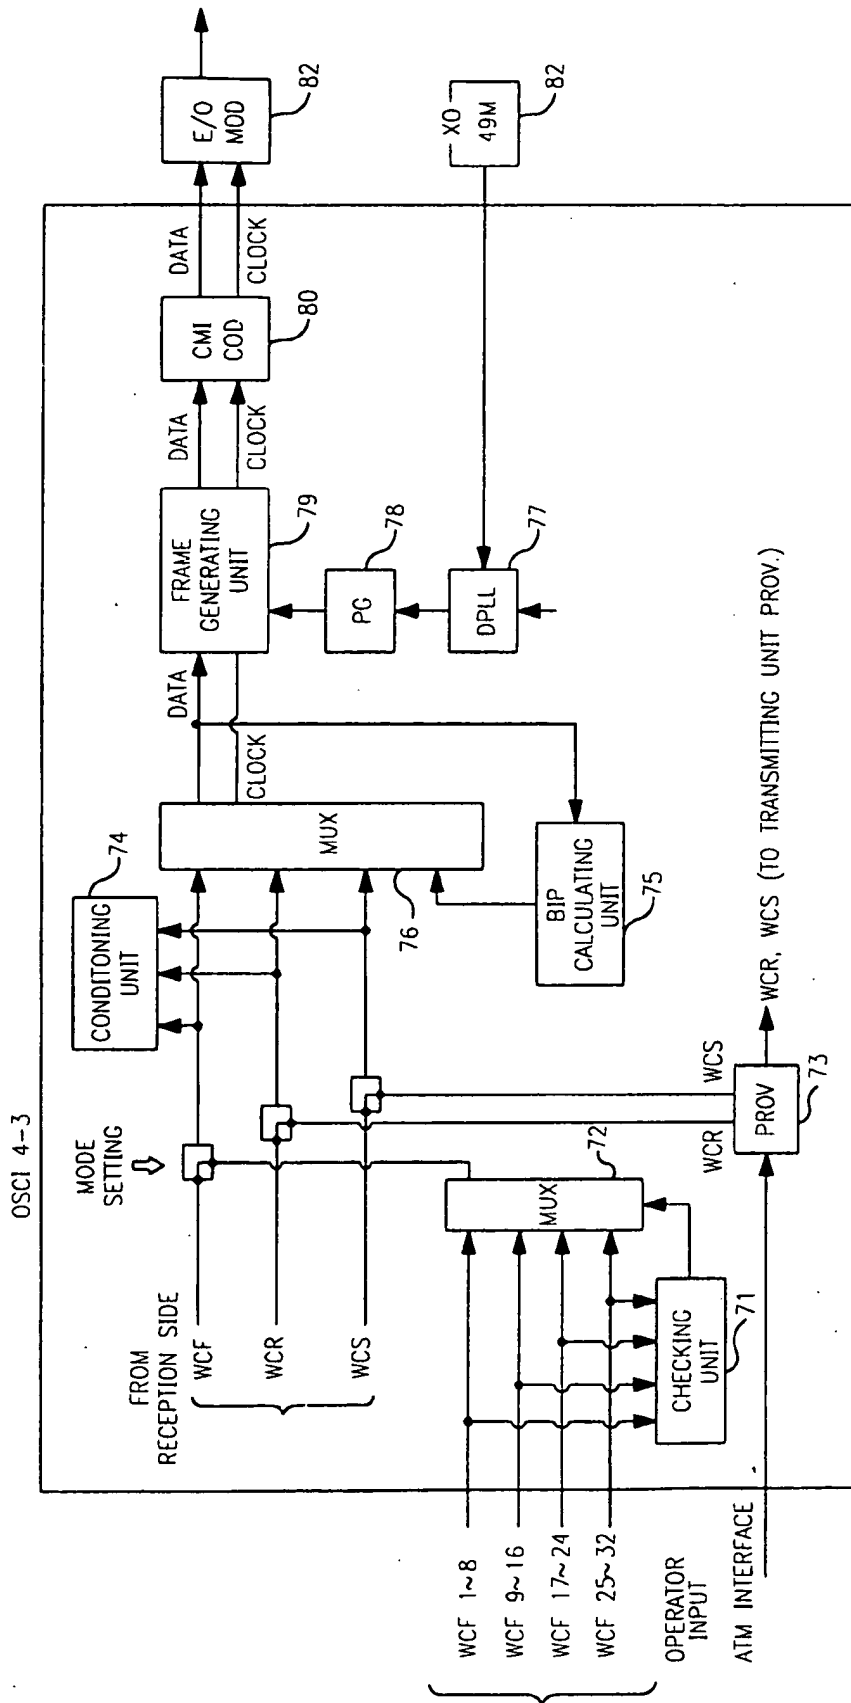 OSCI 4-3
FROM
RECEPTION SIDE
WCF
WCR
WCS
MODE
SETTING
CONDITONING
UNIT
74
MUX
76
DATA
CLOCK
FRAME
GENERATING
UNIT
79
DATA
CLOCK
CMI
COD
80
DATA
CLOCK
E/O
MOD
82
BIP
CALCULATING
UNIT
75
PG
78
DPLL
77
XO
49M
82
WCF 1~8
WCF 9~16
WCF 17~24
WCF 25~32
OPERATOR
INPUT
ATM INTERFACE
CHECKING
UNIT
71
MUX
72
WCR
WCS
PROV
73
WCR, WCS (TO TRANSMITTING UNIT PROV.)